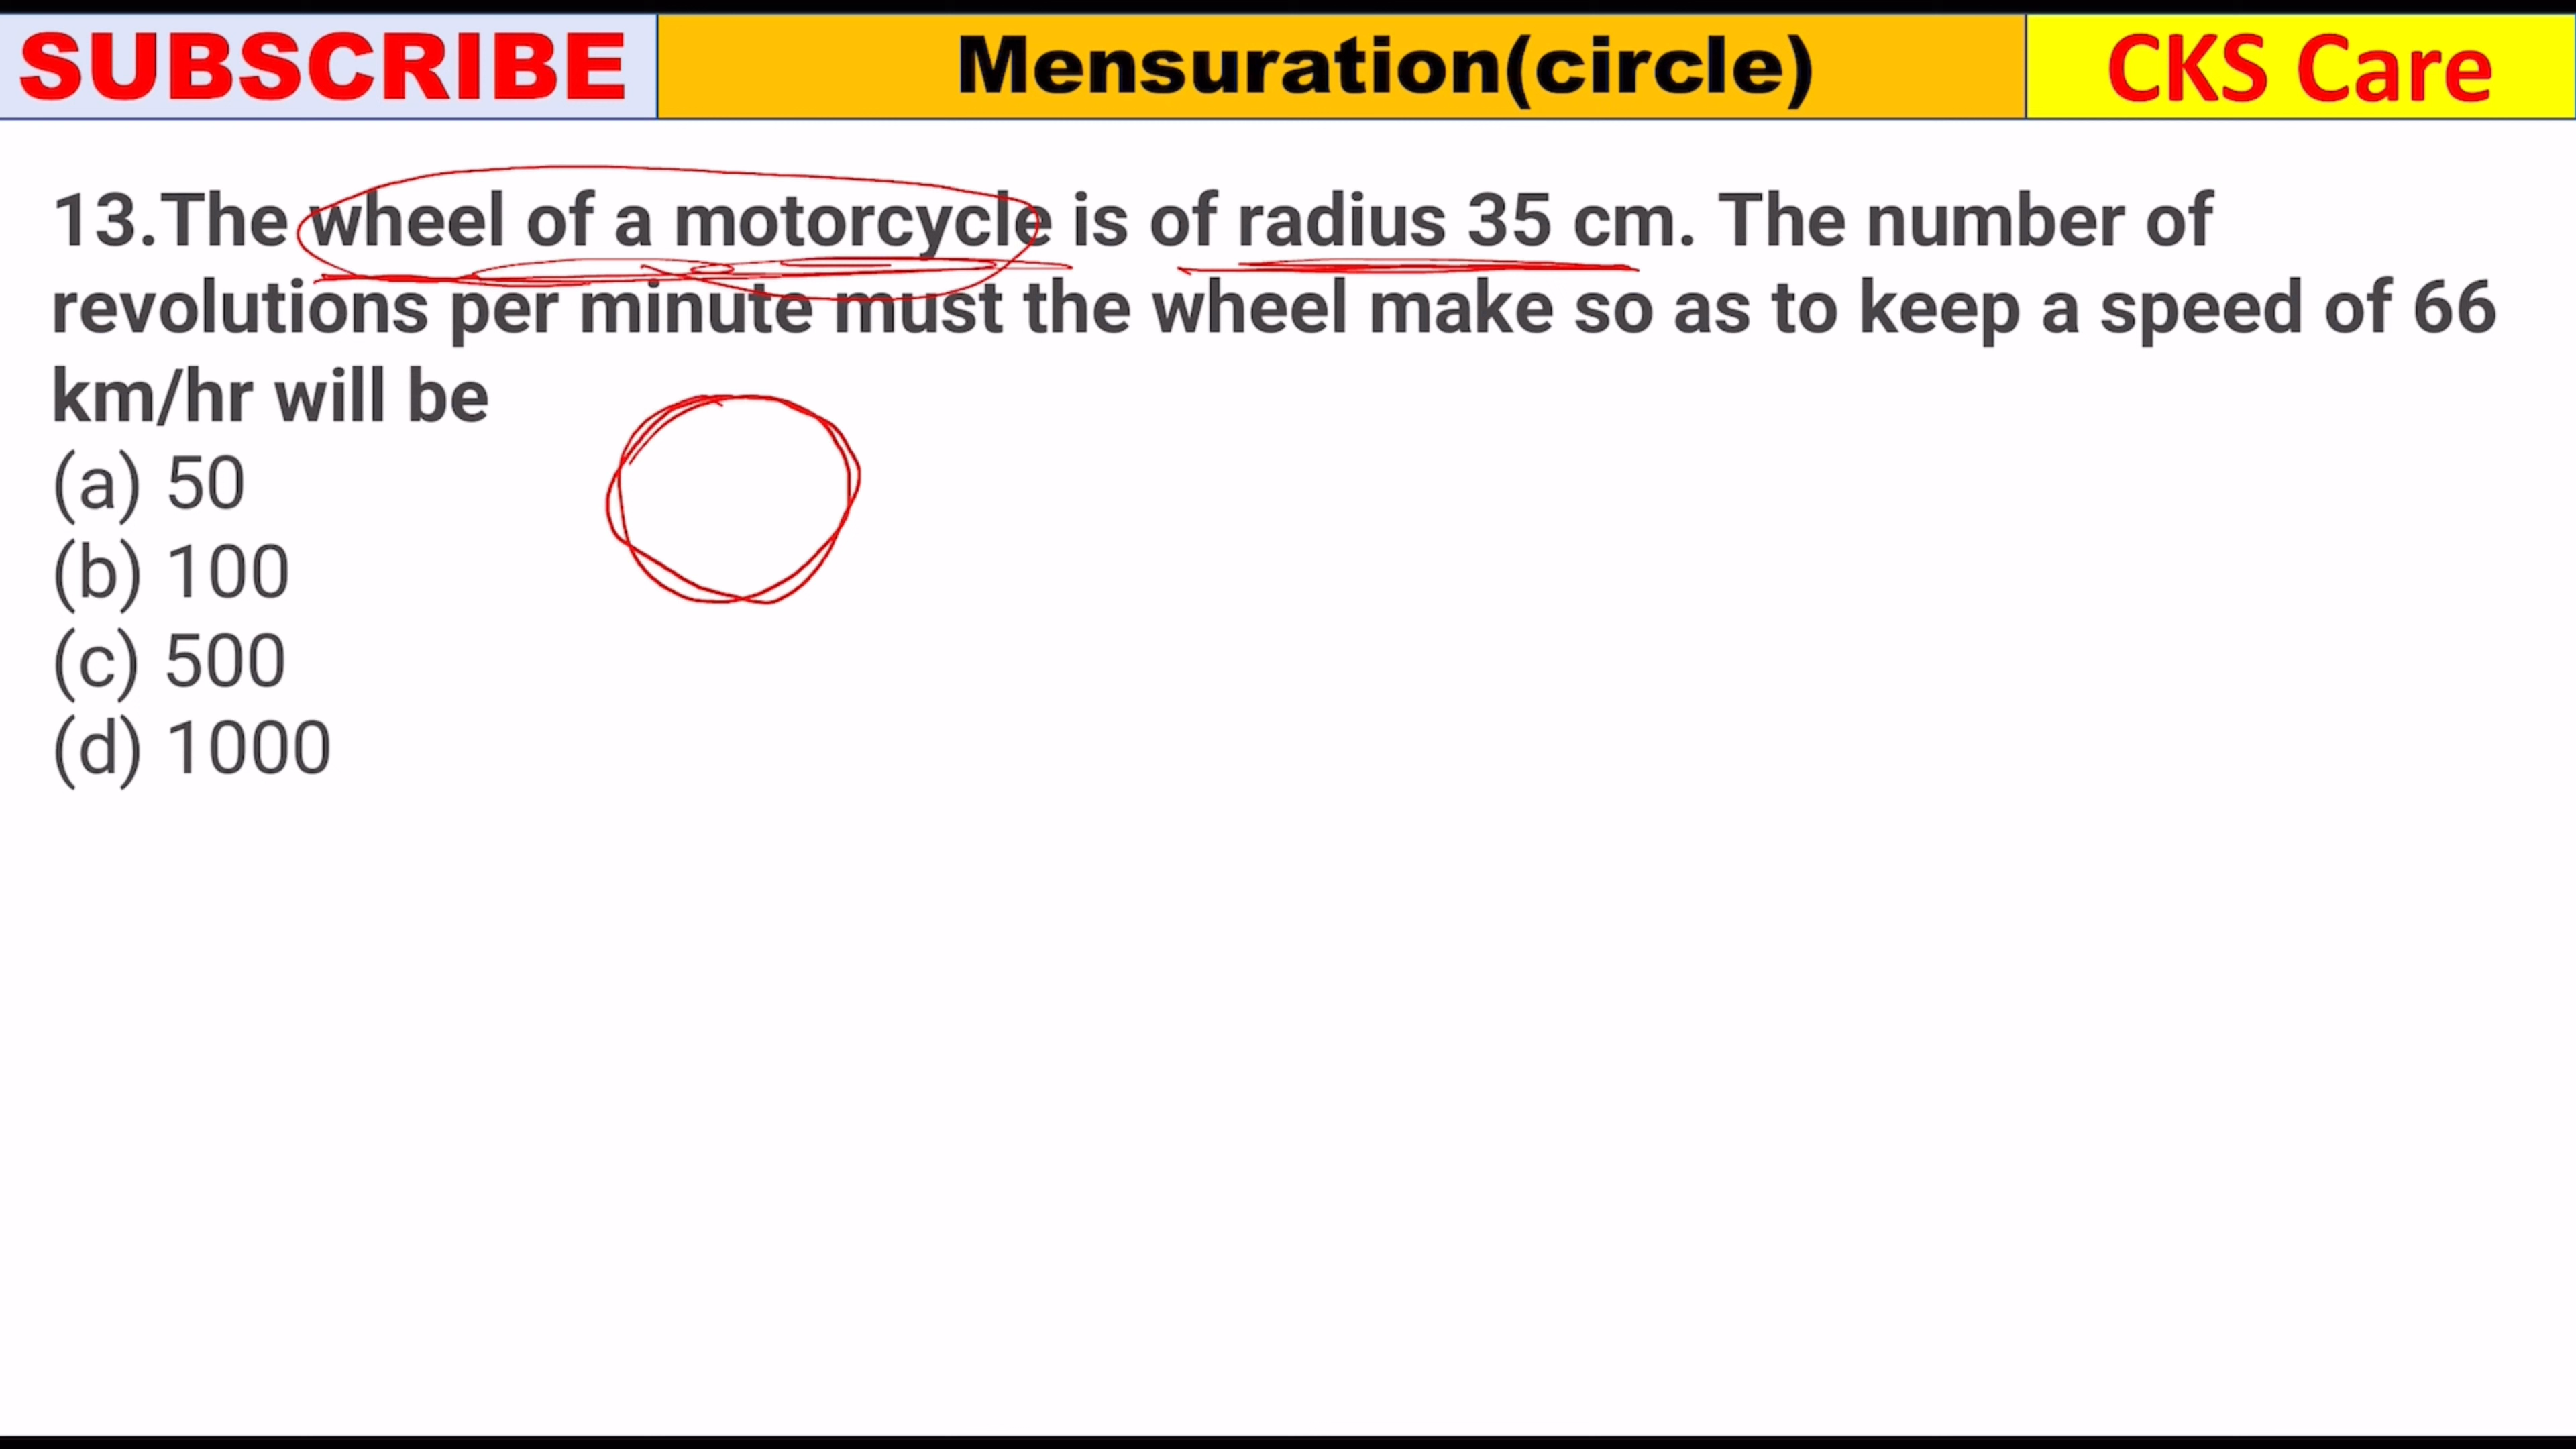 SUBSCRIBE
Mensuration(circle)
CKS Care
13.The wheel of a motorcycle is of radius 35 cm. The number of
revolutions per minute must the wheel make so as to keep a speed of 66
km/hr will be
(a) 50
(b) 100
(c) 500
(d) 1000